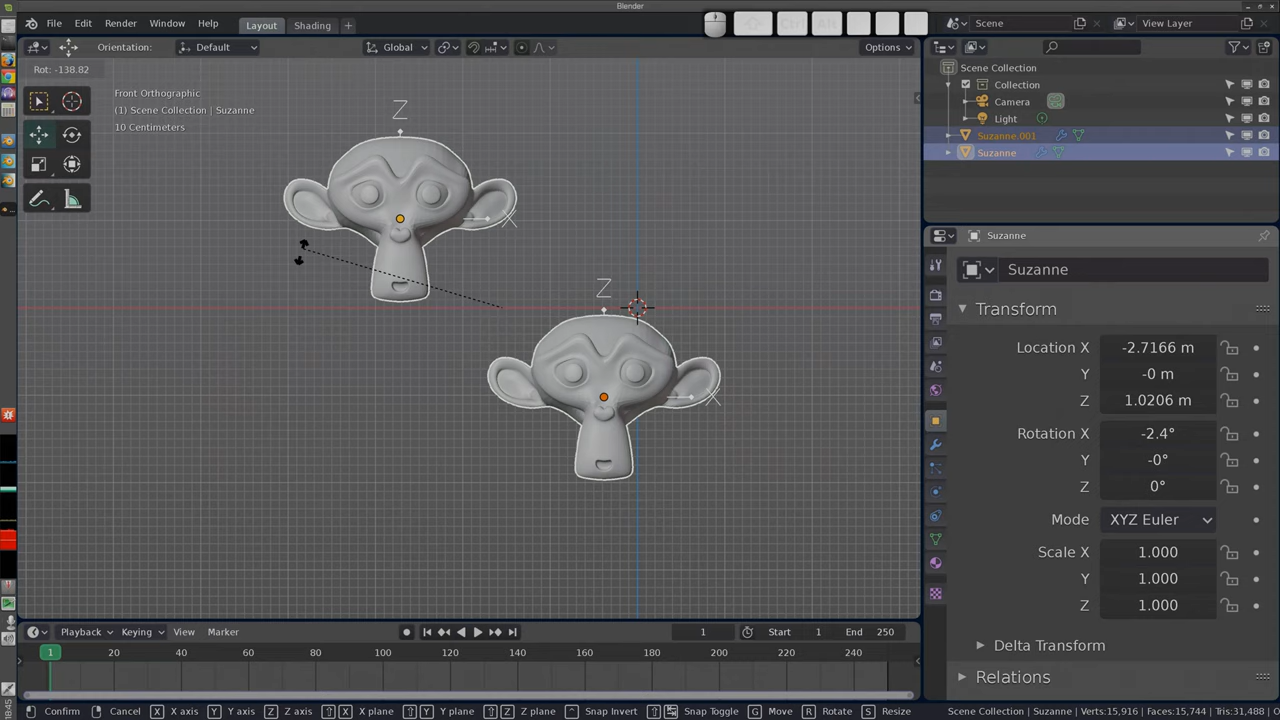 Blender
File Edit Render Window Help Layout Shading + Ctrl Alt Scene View Layer
Orientation: Default Global Options
Rot: -138.82
Front Orthographic
(1) Scene Collection | Suzanne
10 Centimeters
Z
X
Z
X
Scene Collection
Collection
Camera
Light
Suzanne.001
Suzanne
Suzanne
Suzanne
Transform
Location X -2.7166 m
Y -0 m
Z 1.0206 m
Rotation X -2.4°
Y -0°
Z 0°
Mode XYZ Euler
Scale X 1.000
Y 1.000
Z 1.000
Delta Transform
Relations
Playback Keying View Marker 1 Start 1 End 250
1 20 40 60 80 100 120 140 160 180 200 220 240
18:45
Confirm Cancel X X axis Y Y axis Z Z axis X X plane Y Y plane Z Z plane Snap Invert Snap Toggle G Move R Rotate S Resize Scene Collection | Suzanne | Verts:15,916 | Faces:15,744 | Tris:31,488